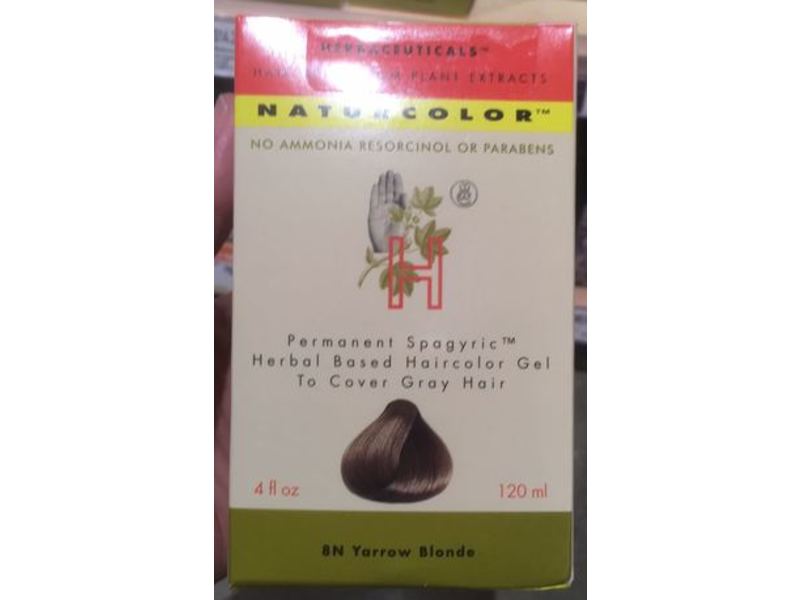 HERBACEUTICALS™
PLANT EXTRACTS
NATURCOLOR™
NO AMMONIA RESORCINOL OR PARABENS
H
Permanent Spagyric™
Herbal Based Haircolor Gel
To Cover Gray Hair
4 fl oz
120 ml
8N Yarrow Blonde